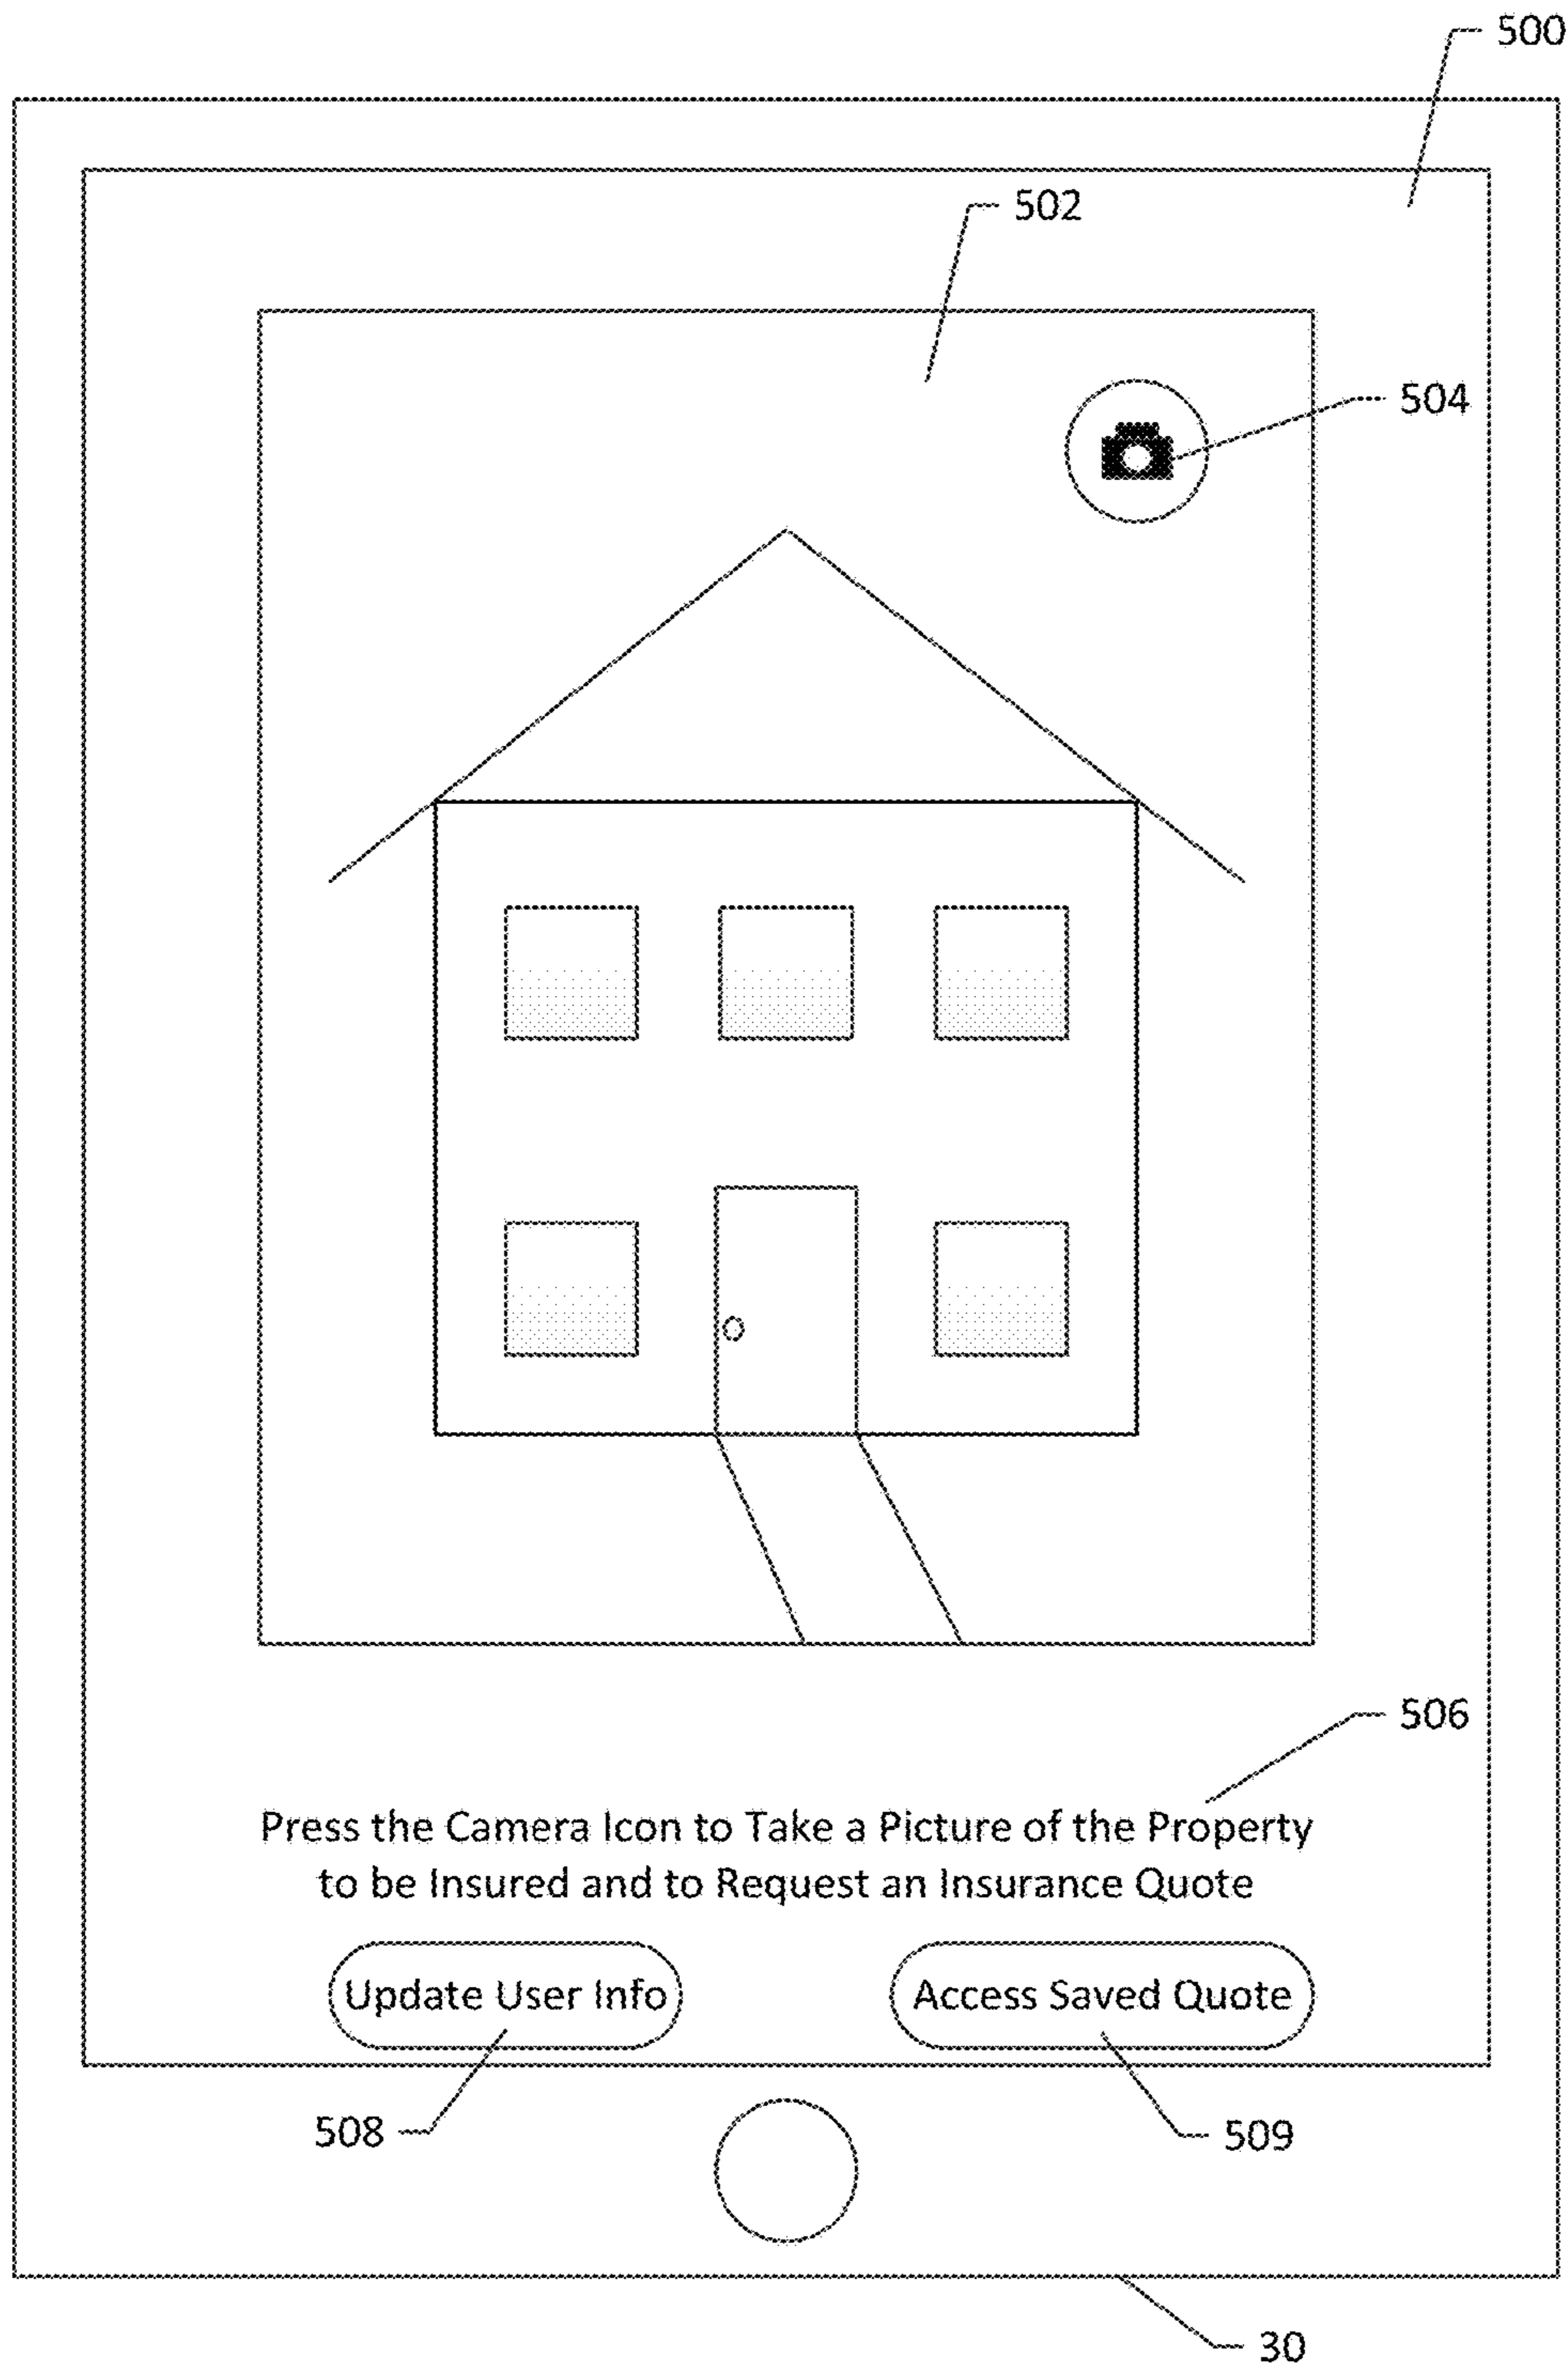 500
502
504
506
Press the Camera Icon to Take a Picture of the Property
to be Insured and to Request an Insurance Quote
Update User Info
Access Saved Quote
508
509
30